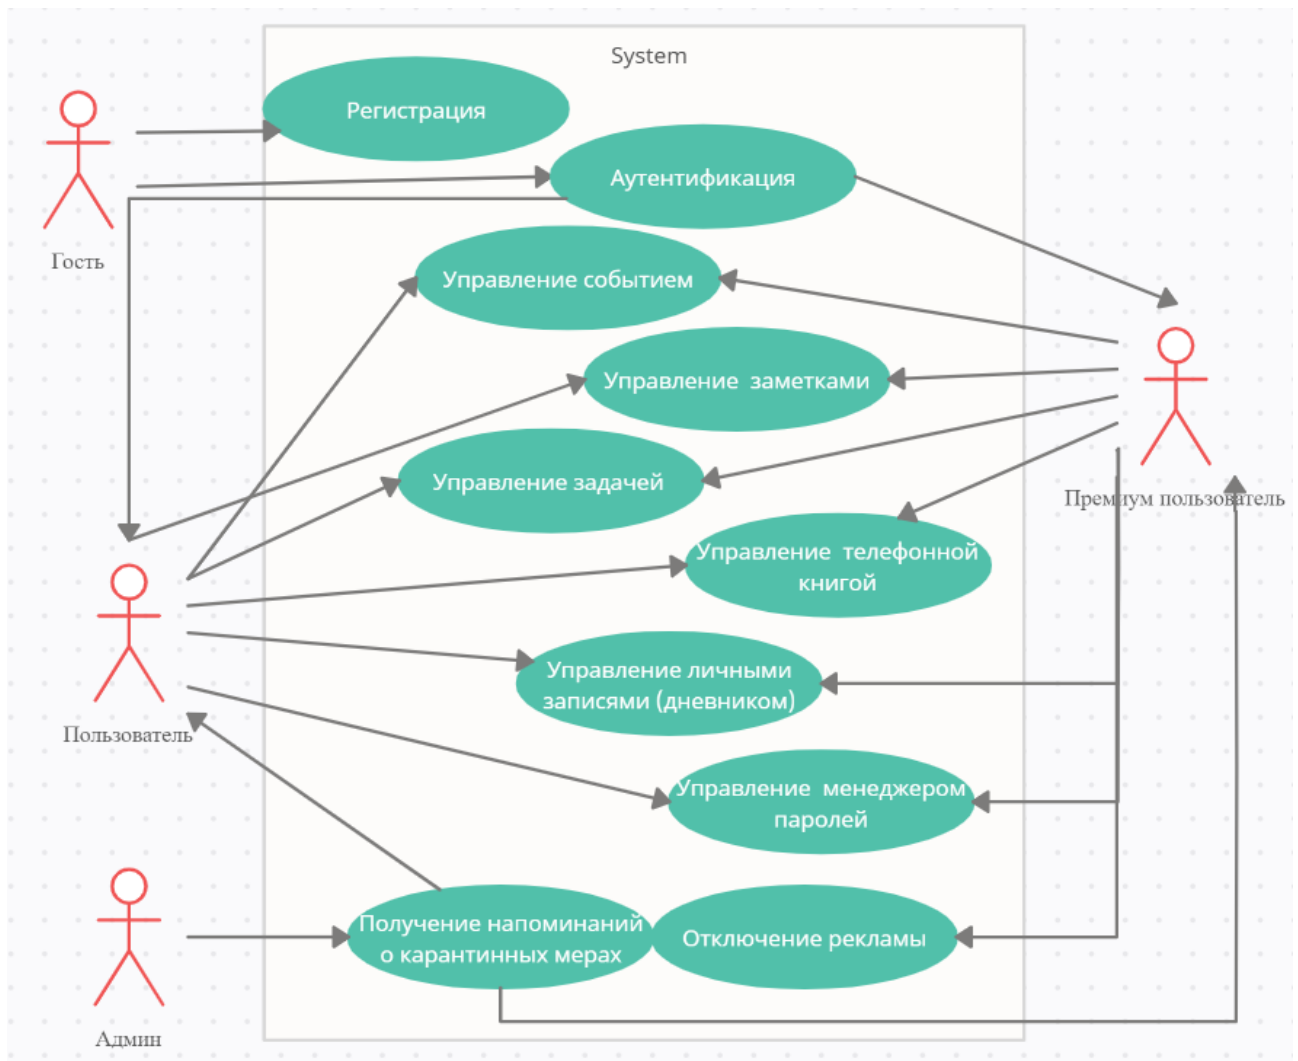 System
Регистрация
Аутентификация
Гость
Управление событием
Управление заметками
Управление задачей
Премиум пользователь
Управление телефонной
книгой
Управление личными
записями (дневником)
Пользователь
Управление менеджером
паролей
Получение напоминаний
о карантинных мерах
Отключение рекламы
Админ